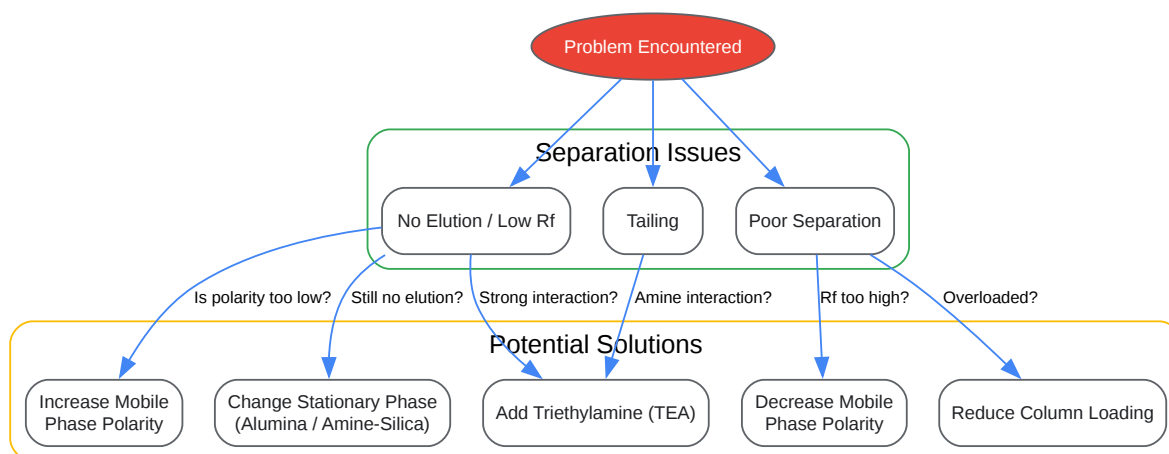 Problem Encountered
Separation Issues
No Elution / Low Rf
Tailing
Poor Separation
Is polarity too low?
Still no elution?
Strong interaction?
Amine interaction?
Rf too high?
Overloaded?
Potential Solutions
Increase Mobile
Phase Polarity
Change Stationary Phase
(Alumina / Amine-Silica)
Add Triethylamine (TEA)
Decrease Mobile
Phase Polarity
Reduce Column Loading